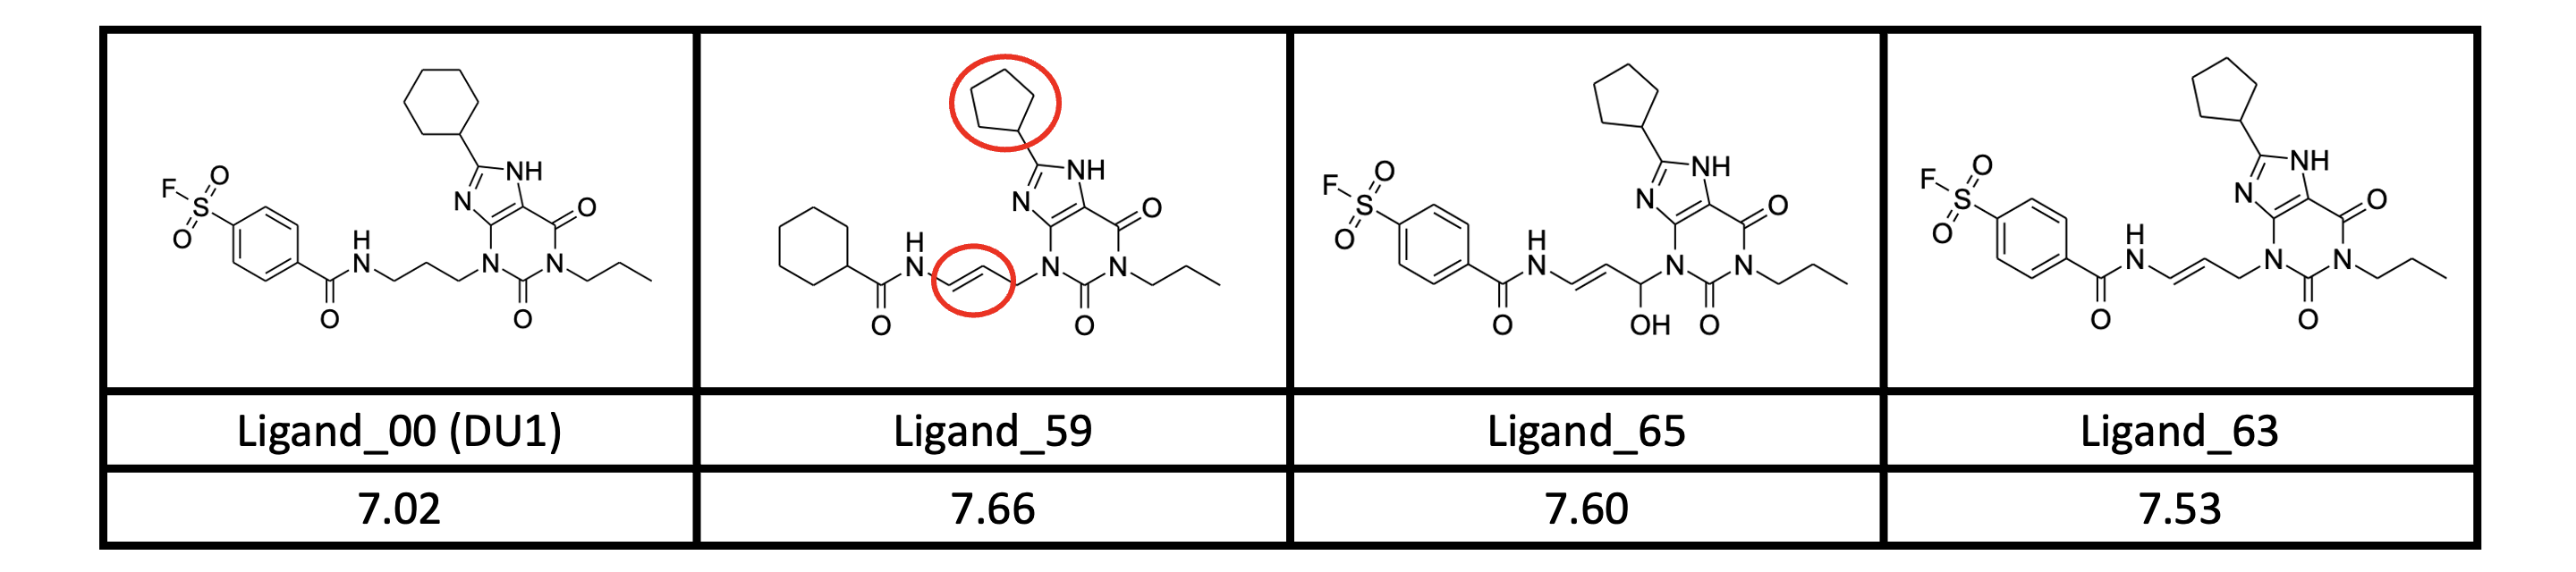 F S O O H N O N NH N O N O
H N O N NH N O N O
F S O O H N O OH N NH N O N O
F S O O H N O N NH N O N O
Ligand_00 (DU1) Ligand_59 Ligand_65 Ligand_63
7.02 7.66 7.60 7.53